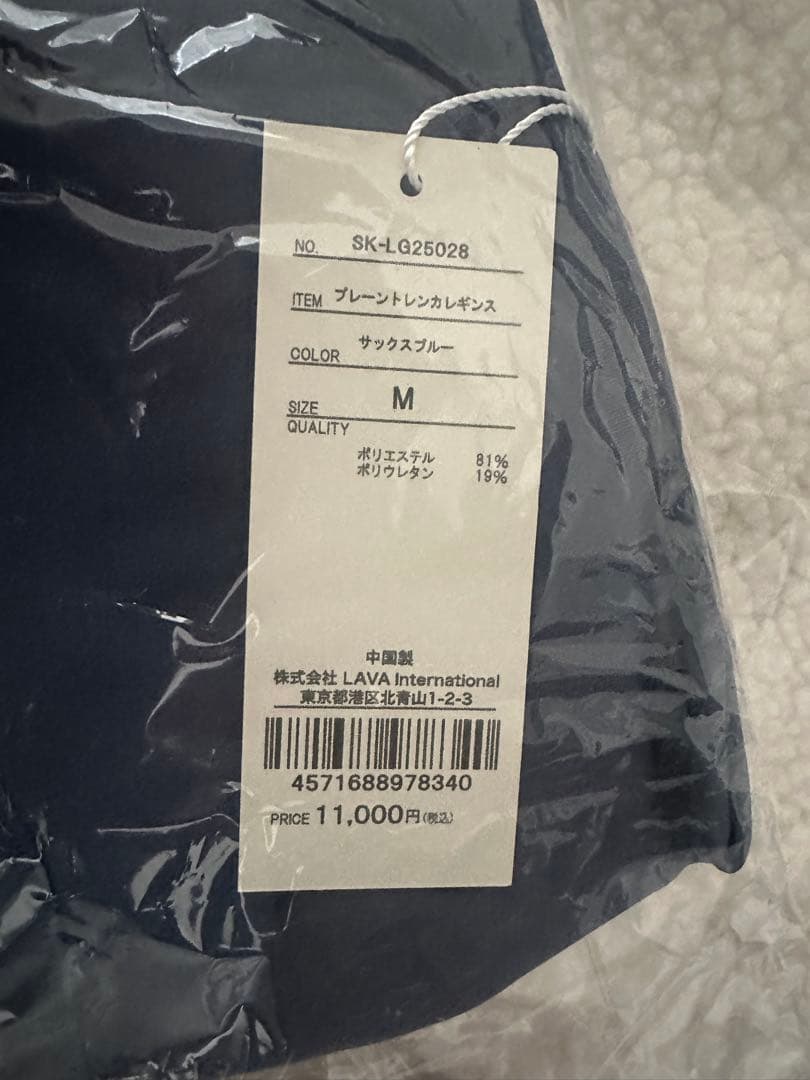 NO. SK-LG25028
ITEM プレーントレンカレギンス
COLOR サックスブルー
SIZE M
QUALITY
ポリエステル 81%
ポリウレタン 19%
中国製
株式会社 LAVA International
東京都港区北青山1-2-3
4571688978340
PRICE 11,000円(税込)